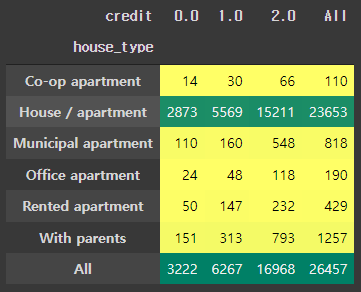 credit 0.0 1.0 2.0 All
house_type
Co-op apartment 14 30 66 110
House / apartment 2873 5569 15211 23653
Municipal apartment 110 160 548 818
Office apartment 24 48 118 190
Rented apartment 50 147 232 429
With parents 151 313 793 1257
All 3222 6267 16968 26457